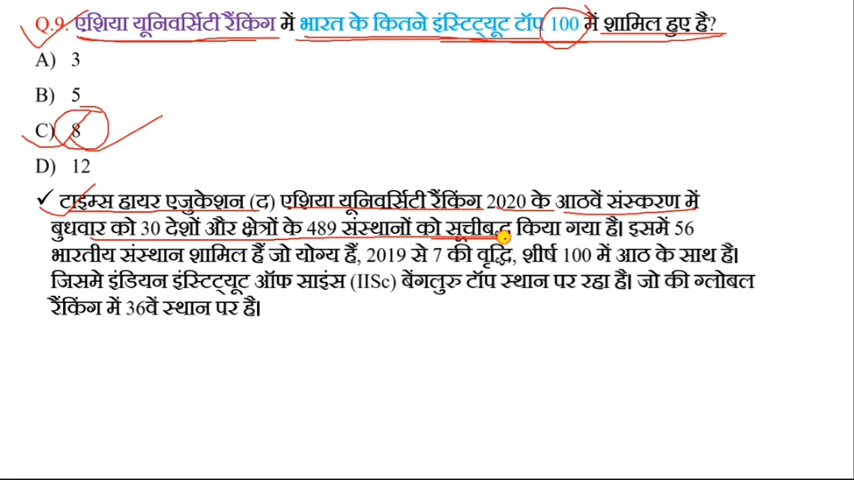 Q.9. एशिया यूनिवर्सिटी रैंकिंग में भारत के कितने इंस्टिट्यूट टॉप 100 में शामिल हुए है?
A) 3
B) 5
C) 8
D) 12
✓ टाइम्स हायर एजुकेशन (द) एशिया यूनिवर्सिटी रैंकिंग 2020 के आठवें संस्करण में
बुधवार को 30 देशों और क्षेत्रों के 489 संस्थानों को सूचीबद्ध किया गया है। इसमें 56
भारतीय संस्थान शामिल हैं जो योग्य हैं, 2019 से 7 की वृद्धि, शीर्ष 100 में आठ के साथ है।
जिसमे इंडियन इंस्टिट्यूट ऑफ साइंस (IISc) बेंगलुरु टॉप स्थान पर रहा है। जो की ग्लोबल
रैंकिंग में 36वें स्थान पर है।